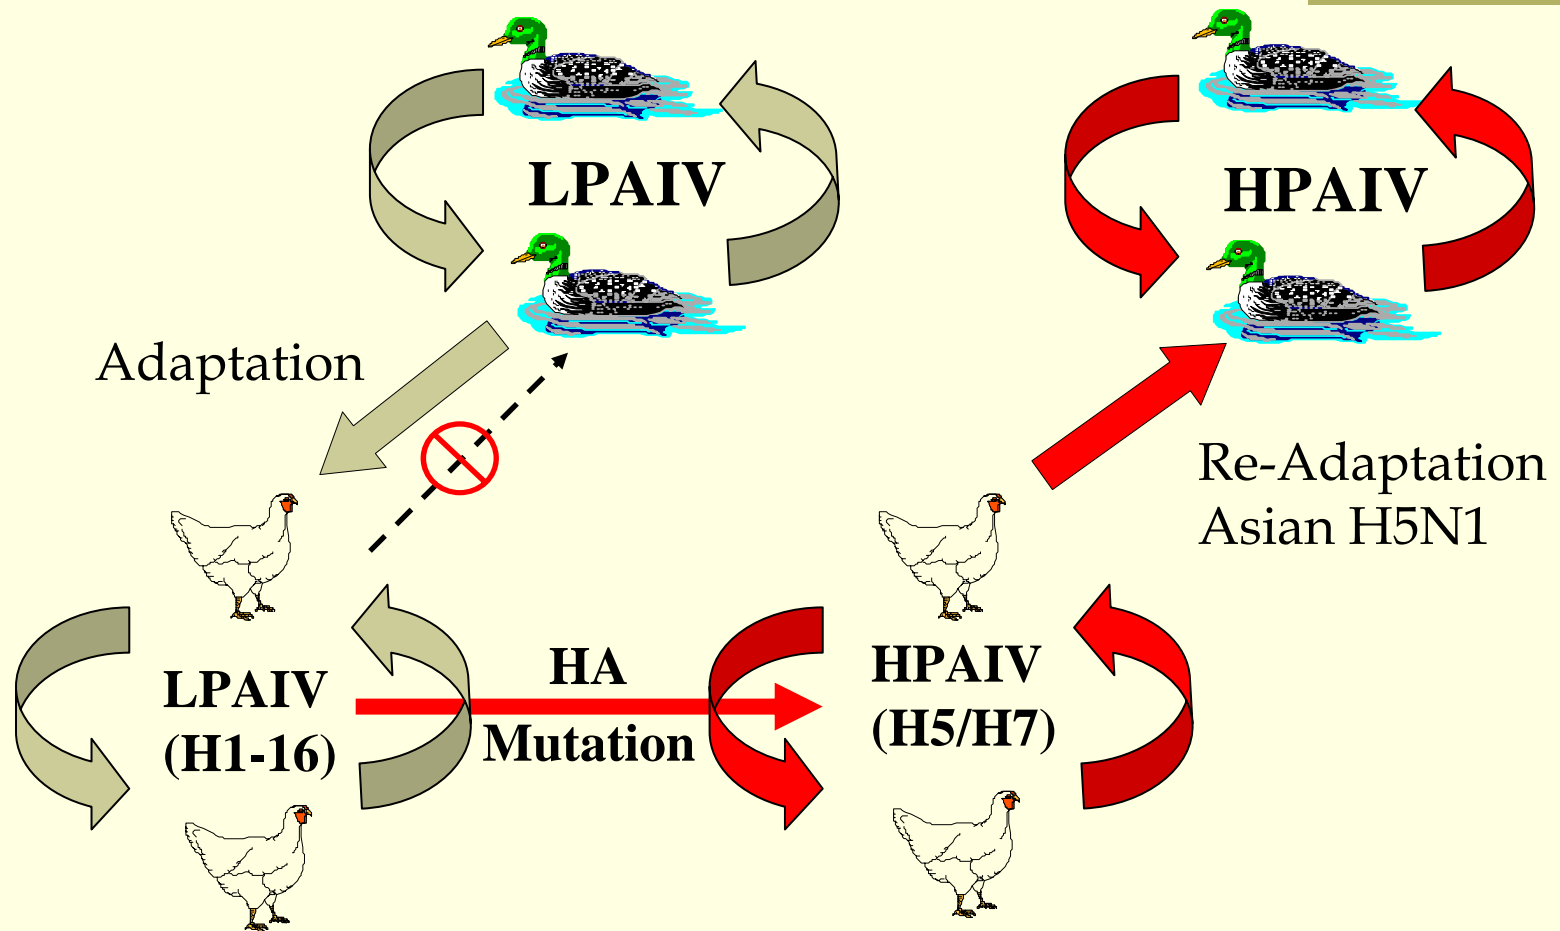 LPAIV
HPAIV
Adaptation
Re-Adaptation
Asian H5N1
LPAIV
(H1-16)
HA
Mutation
HPAIV
(H5/H7)